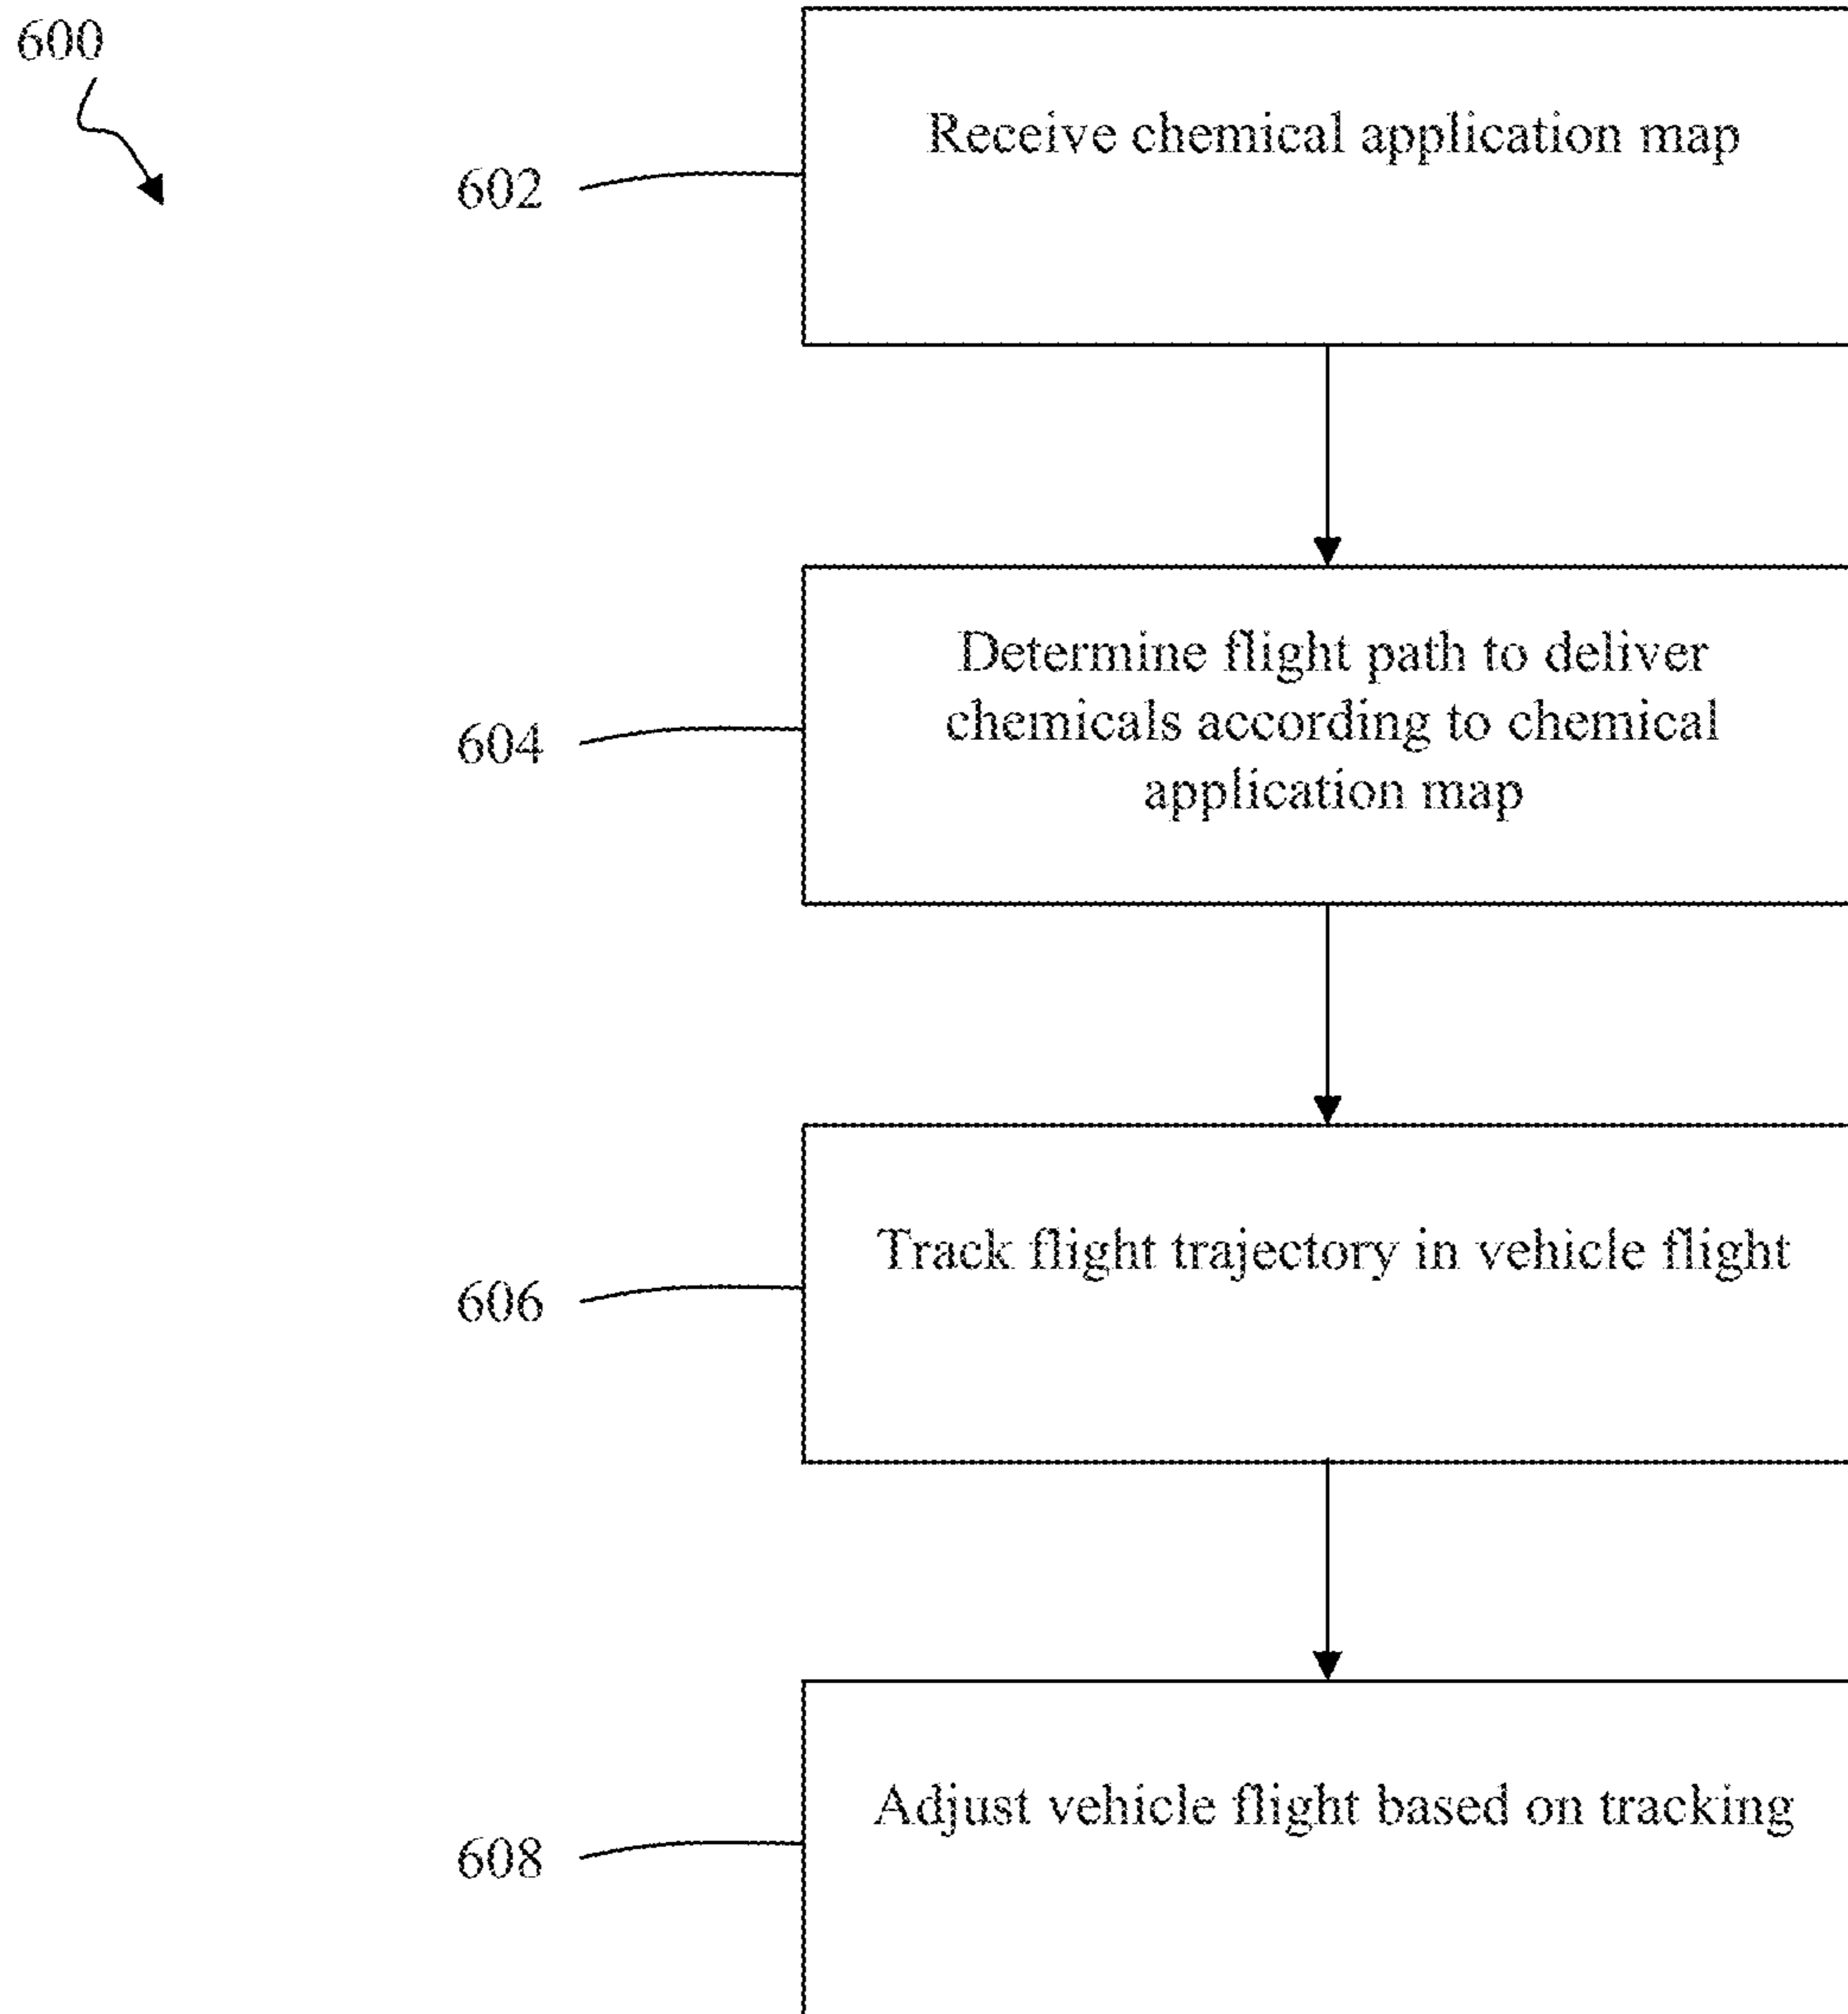 600
602
Receive chemical application map
604
Determine flight path to deliver
chemicals according to chemical
application map
606
Track flight trajectory in vehicle flight
608
Adjust vehicle flight based on tracking